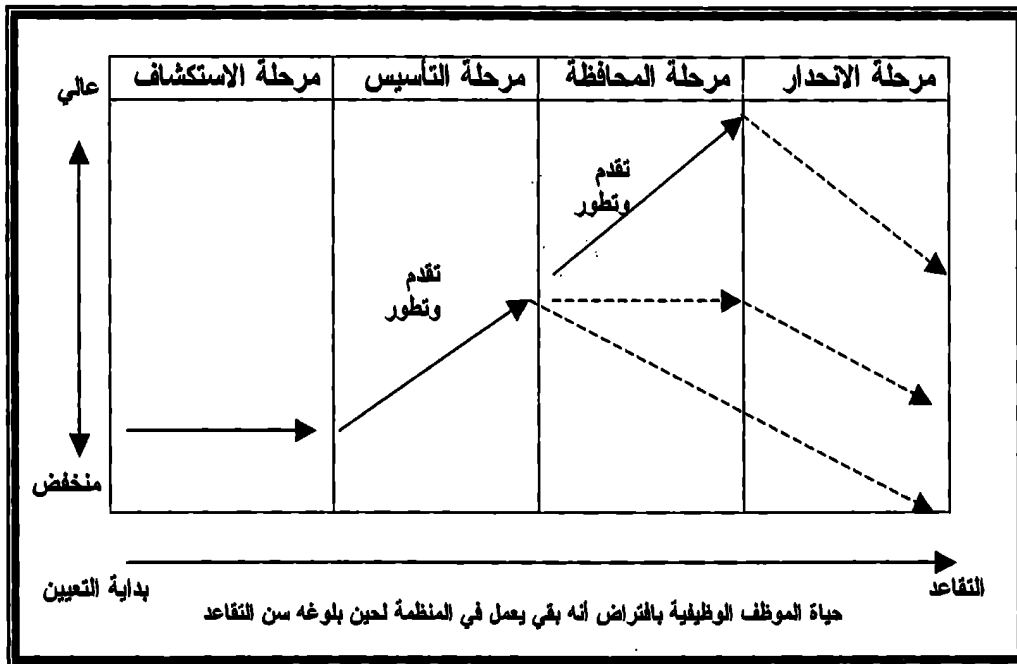 مرحلة الاستكشاف
مرحلة التأسيس
مرحلة المحافظة
مرحلة الانحدار
عالي
تقدم
وتطور
تقدم
وتطور
منخفض
بداية التعيين
التقاعد
حياة الموظف الوظيفية بافتراض أنه بقي يعمل في المنظمة لحين بلوغه سن التقاعد